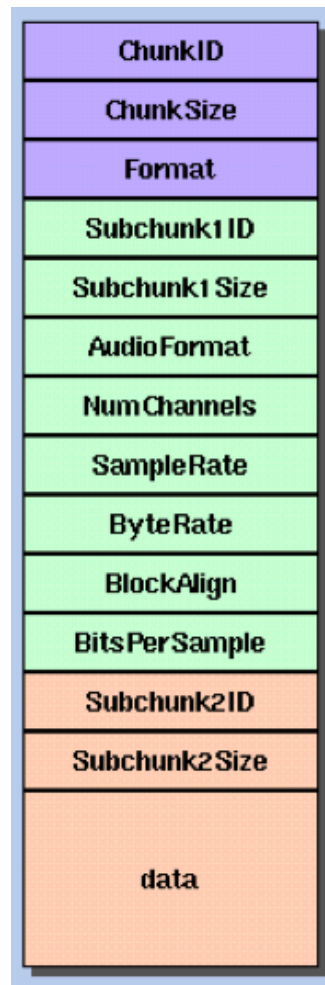 ChunkID
ChunkSize
Format
Subchunk1ID
Subchunk1Size
AudioFormat
NumChannels
SampleRate
ByteRate
BlockAlign
BitsPerSample
Subchunk2ID
Subchunk2Size
data